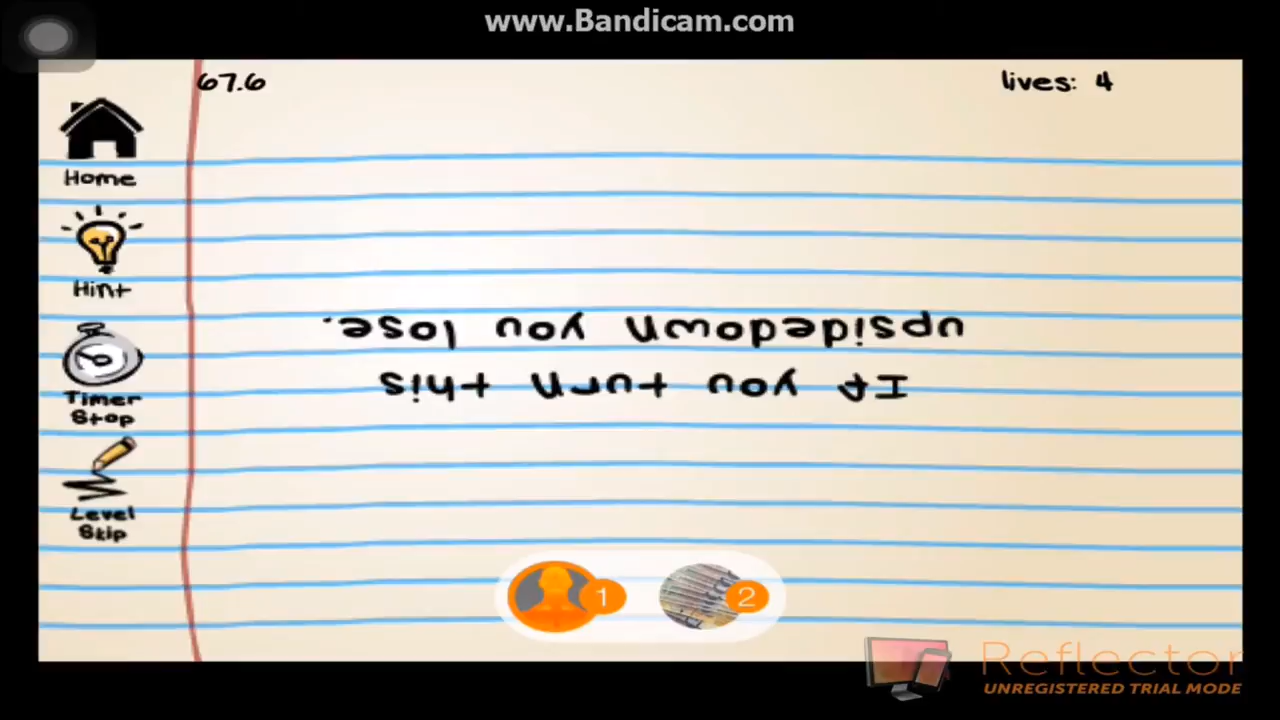 www.Bandicam.com
67.6
lives: 4
Home
Hint
Timer
Stop
Level
Skip
If you turn this
upsidedown you lose.
1
2
Reflector
UNREGISTERED TRIAL MODE